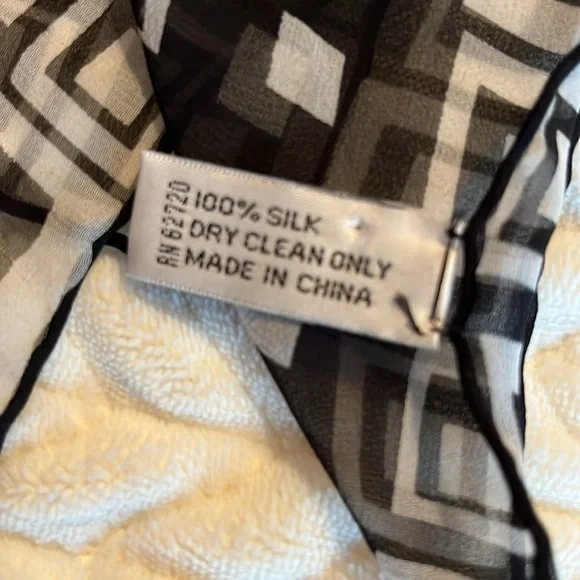 RN 62720
100% SILK
DRY CLEAN ONLY
MADE IN CHINA